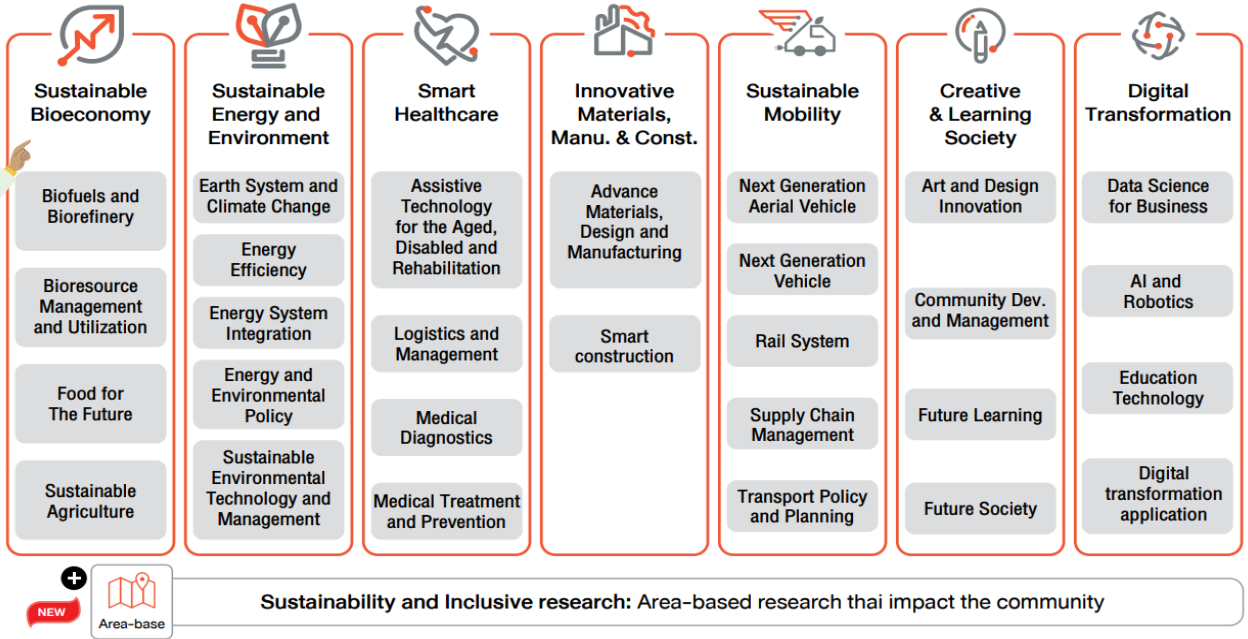 Sustainable
Bioeconomy
Biofuels and
Biorefinery
Bioresource
Management
and Utilization
Food for
The Future
Sustainable
Agriculture
Sustainable
Energy and
Environment
Earth System and
Climate Change
Energy
Efficiency
Energy System
Integration
Energy and
Environmental
Policy
Sustainable
Environmental
Technology and
Management
Smart
Healthcare
Assistive
Technology
for the Aged,
Disabled and
Rehabilitation
Logistics and
Management
Medical
Diagnostics
Medical Treatment
and Prevention
Innovative
Materials,
Manu. & Const.
Advance
Materials,
Design and
Manufacturing
Smart
construction
Sustainable
Mobility
Next Generation
Aerial Vehicle
Next Generation
Vehicle
Rail System
Supply Chain
Management
Transport Policy
and Planning
Creative
& Learning
Society
Art and Design
Innovation
Community Dev.
and Management
Future Learning
Future Society
Digital
Transformation
Data Science
for Business
AI and
Robotics
Education
Technology
Digital
transformation
application
NEW
Area-base
Sustainability and Inclusive research: Area-based research thai impact the community